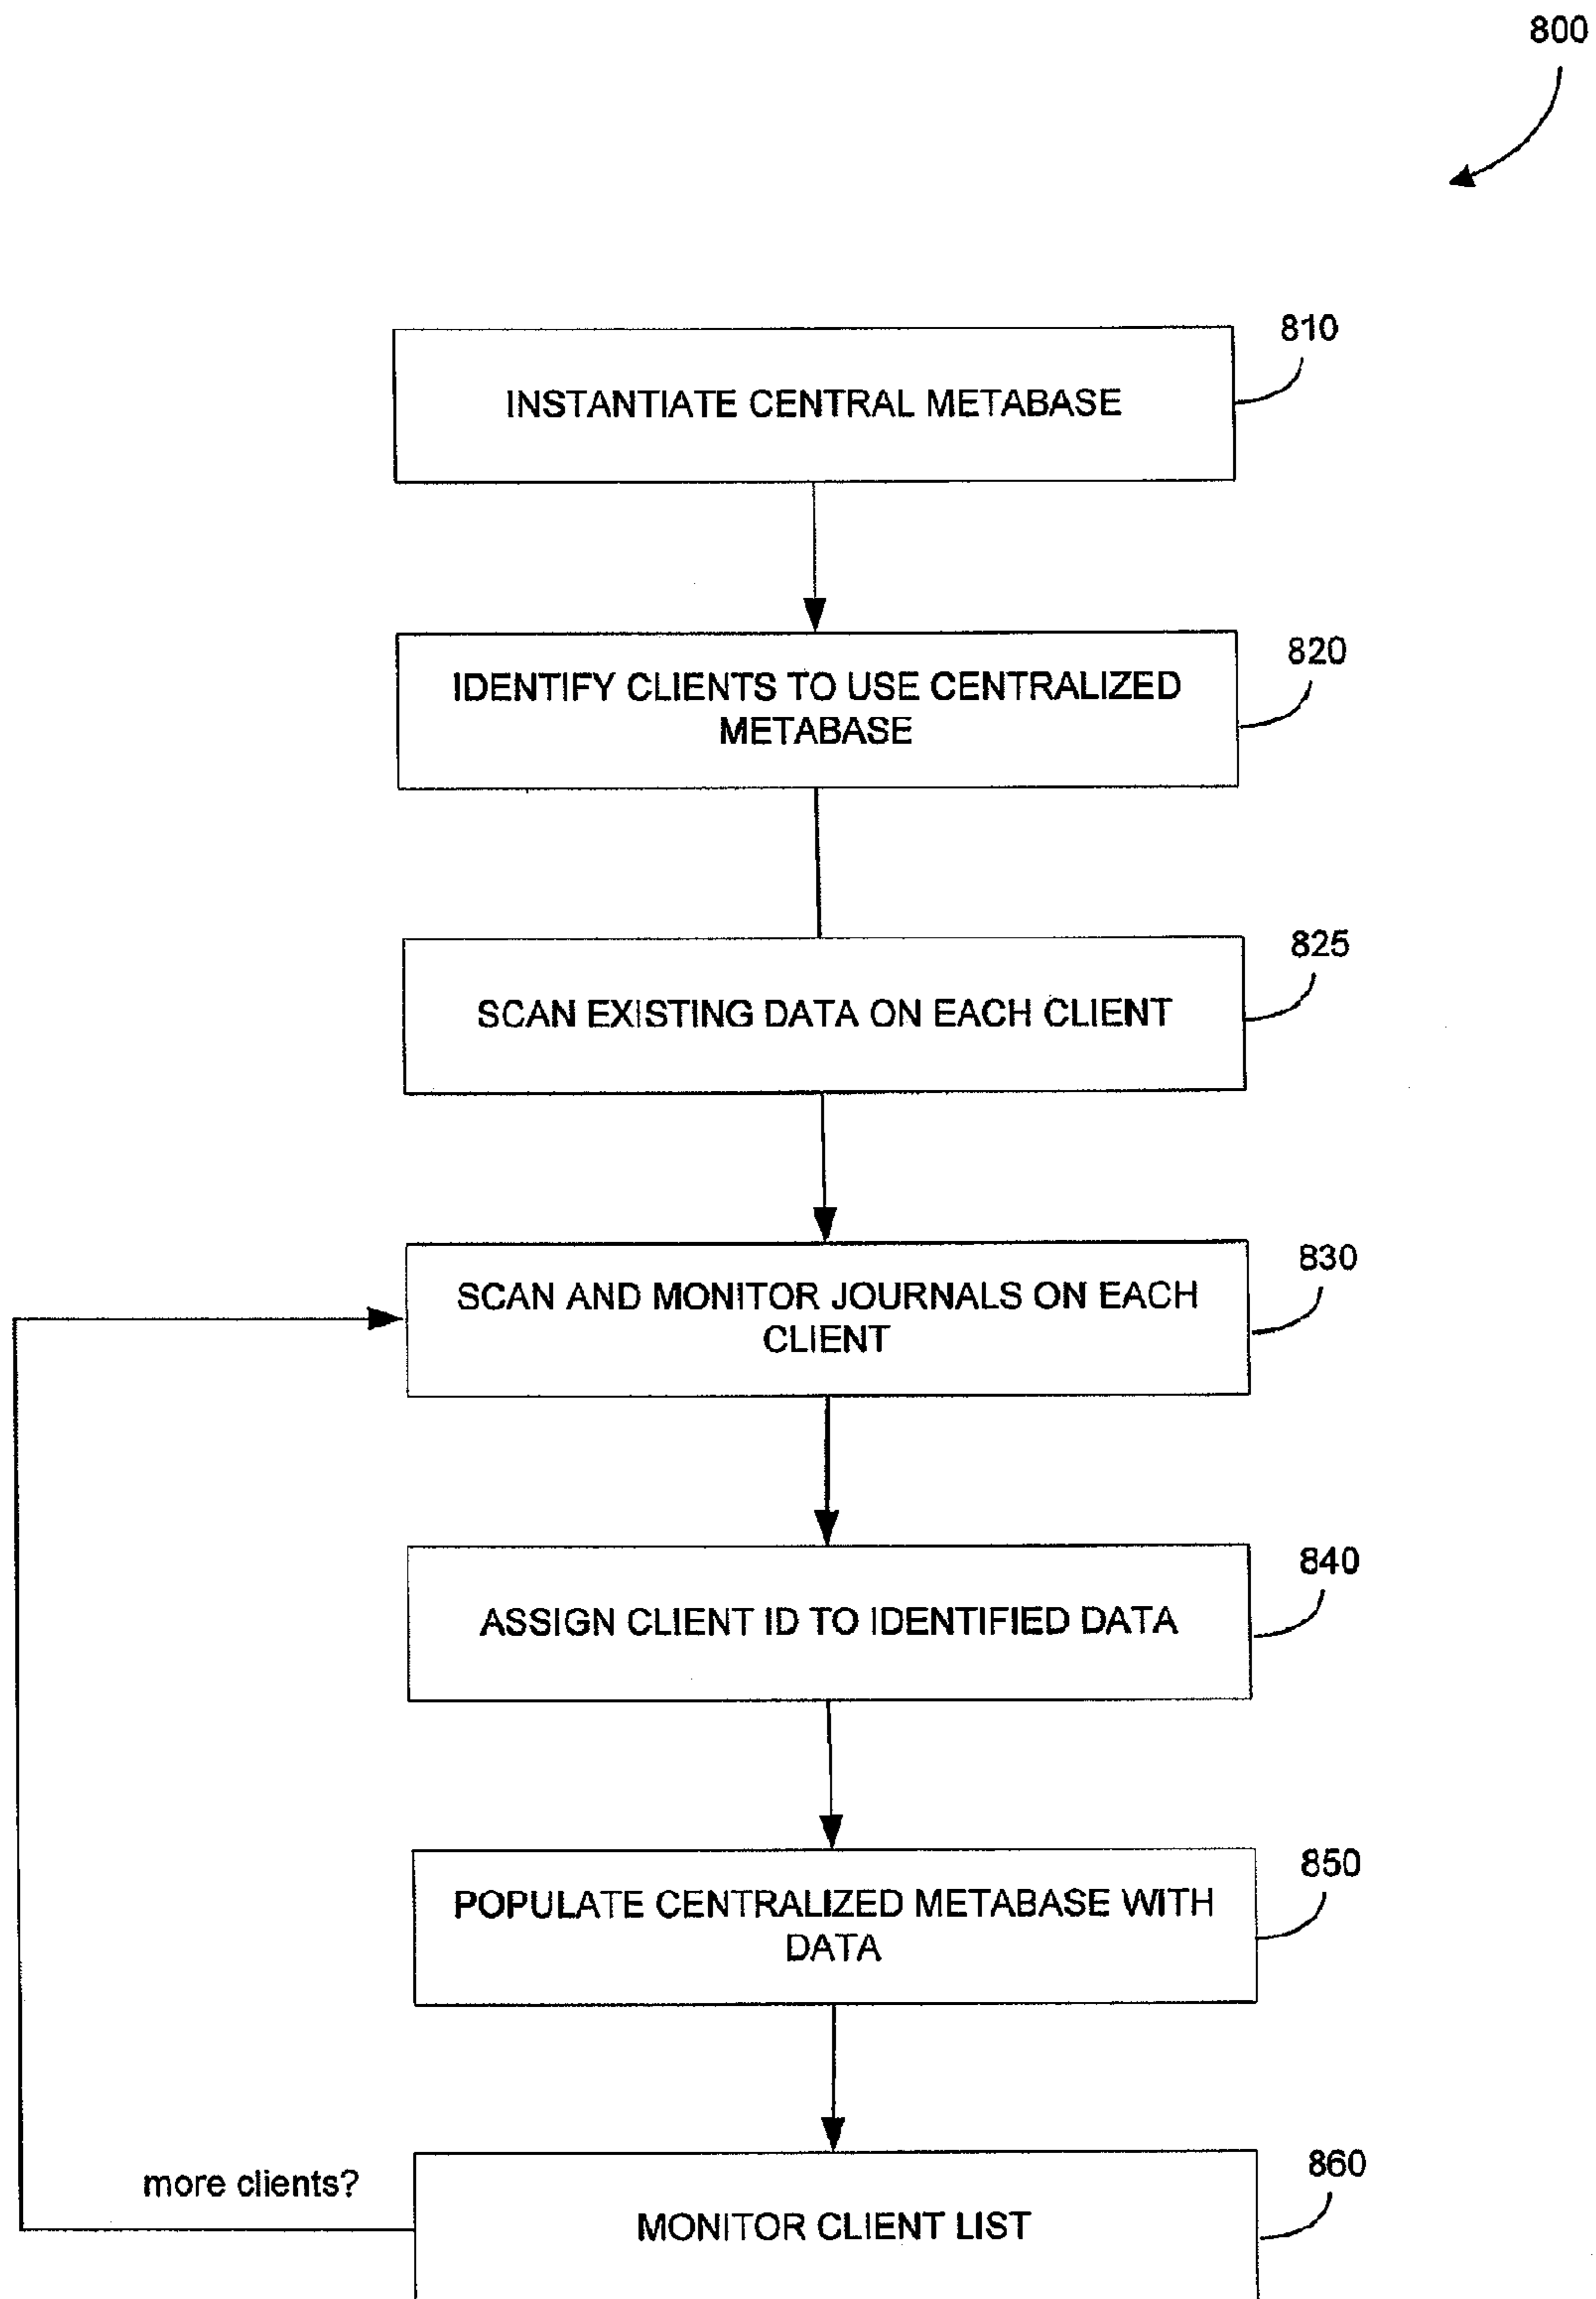 800
810
INSTANTIATE CENTRAL METABASE
820
IDENTIFY CLIENTS TO USE CENTRALIZED
METABASE
825
SCAN EXISTING DATA ON EACH CLIENT
830
SCAN AND MONITOR JOURNALS ON EACH
CLIENT
840
ASSIGN CLIENT ID TO IDENTIFIED DATA
850
POPULATE CENTRALIZED METABASE WITH
DATA
860
more clients?
MONITOR CLIENT LIST